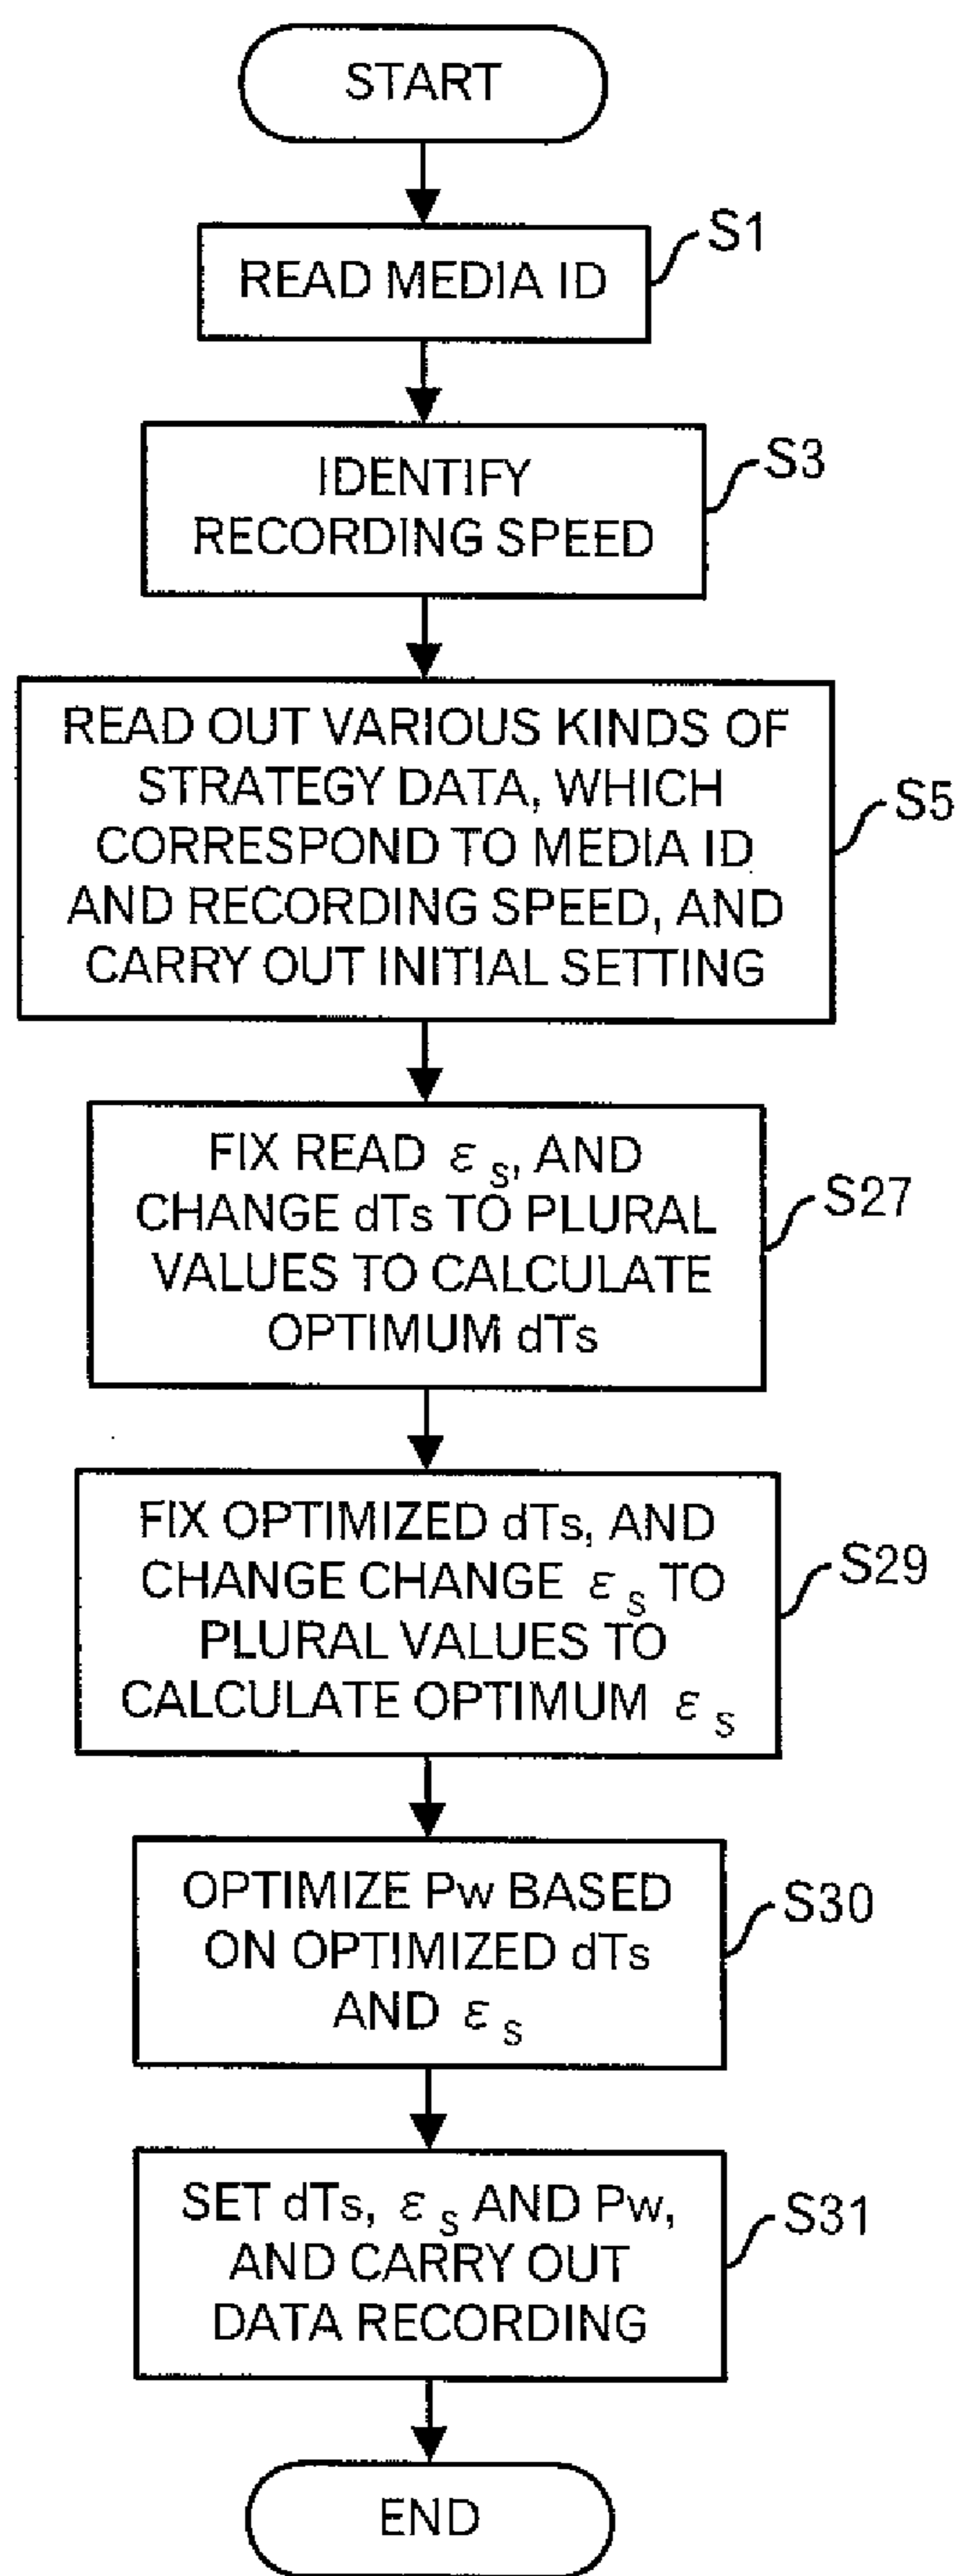 START
READ MEDIA ID
S1
IDENTIFY
RECORDING SPEED
S3
READ OUT VARIOUS KINDS OF
STRATEGY DATA, WHICH
CORRESPOND TO MEDIA ID
AND RECORDING SPEED, AND
CARRY OUT INITIAL SETTING
S5
FIX READ εs, AND
CHANGE dTs TO PLURAL
VALUES TO CALCULATE
OPTIMUM dTs
S27
FIX OPTIMIZED dTs, AND
CHANGE CHANGE εs TO
PLURAL VALUES TO
CALCULATE OPTIMUM εs
S29
OPTIMIZE Pw BASED
ON OPTIMIZED dTs
AND εs
S30
SET dTs, εs AND Pw,
AND CARRY OUT
DATA RECORDING
S31
END